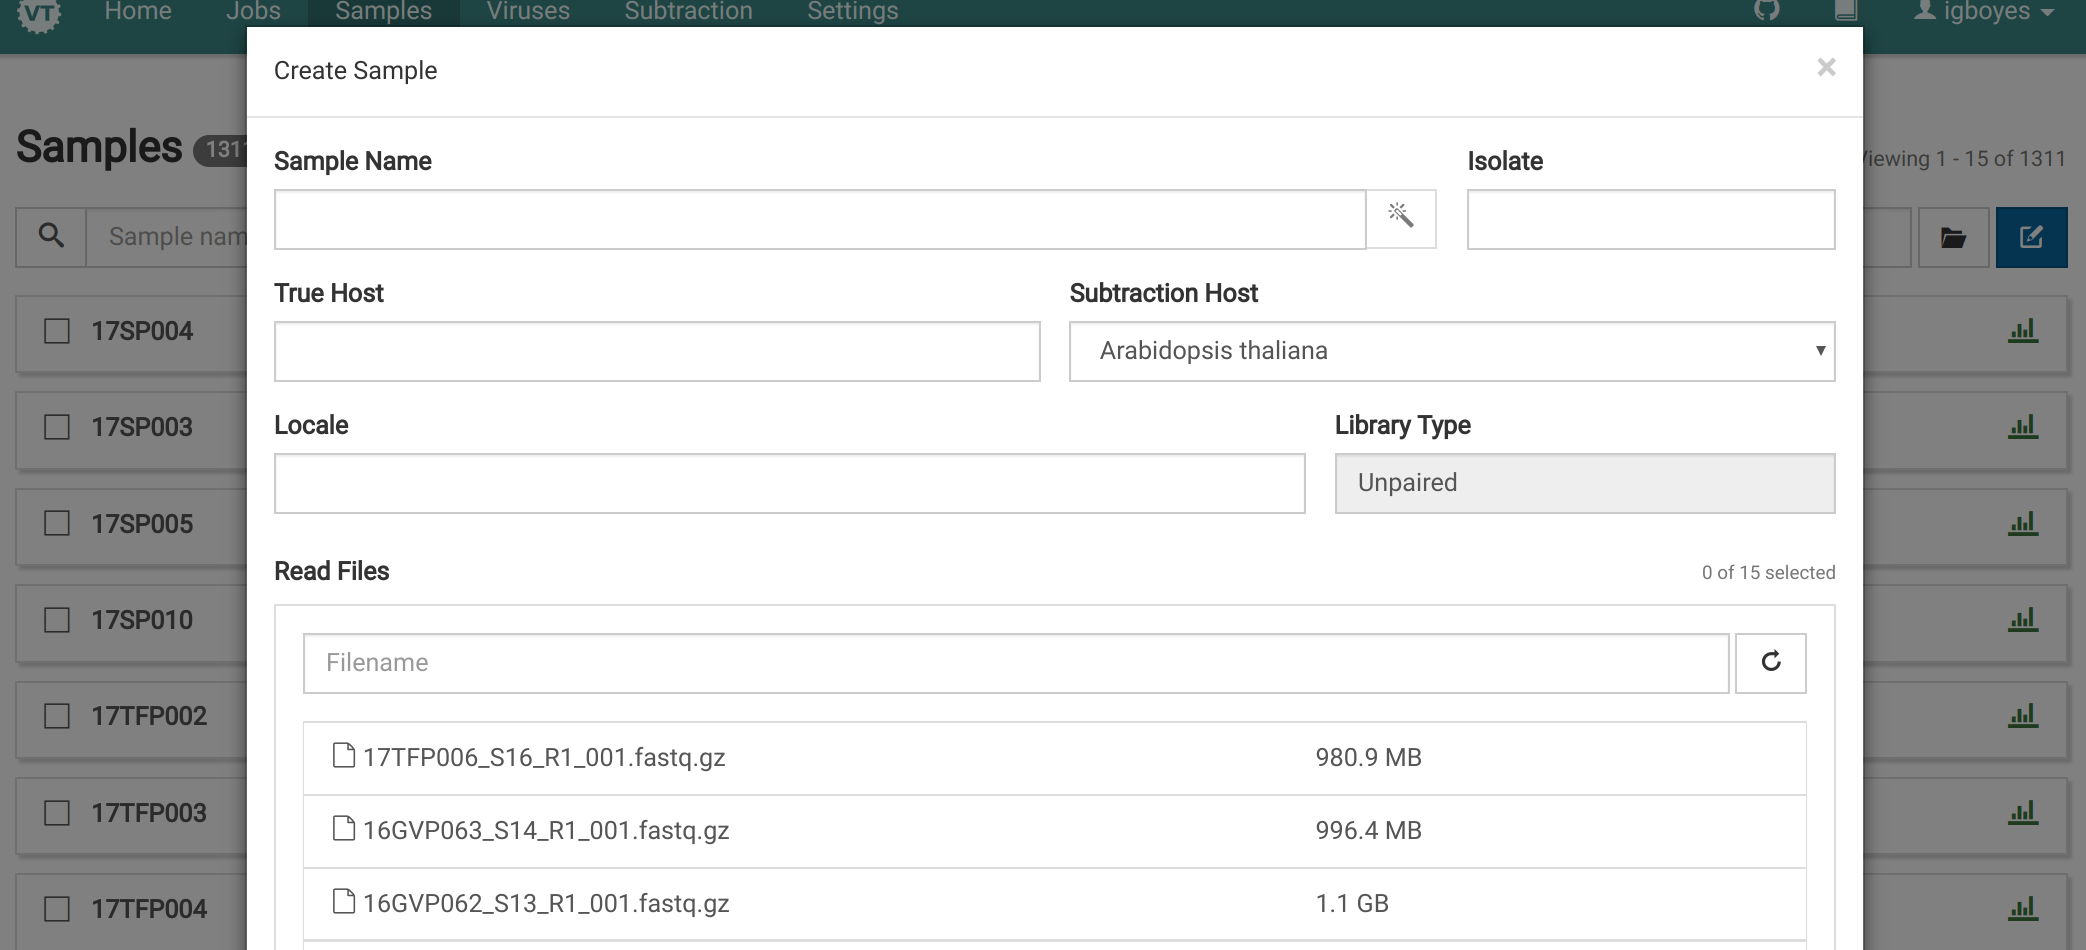 VT Home Jobs Samples Viruses Subtraction Settings igboyes
Create Sample ×
Samples 1311
Viewing 1 - 15 of 1311
Sample Name Isolate
Sample nam
True Host Subtraction Host
17SP004
Arabidopsis thaliana
Locale Library Type
17SP003
Unpaired
17SP005
Read Files 0 of 15 selected
17SP010
Filename
17TFP002
17TFP006_S16_R1_001.fastq.gz 980.9 MB
17TFP003
16GVP063_S14_R1_001.fastq.gz 996.4 MB
17TFP004
16GVP062_S13_R1_001.fastq.gz 1.1 GB